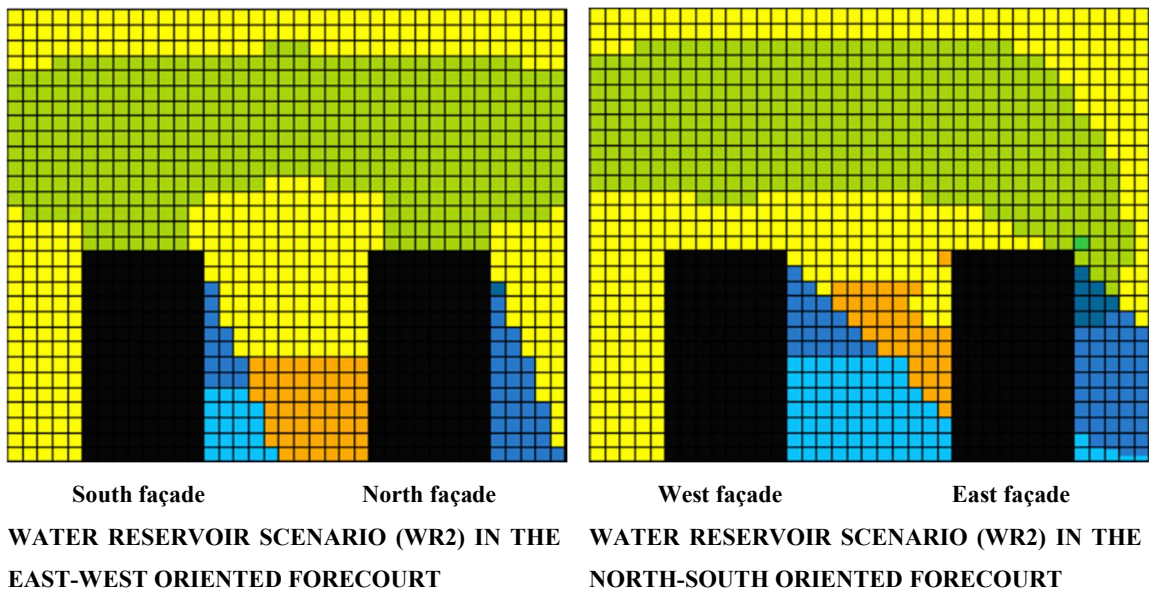 South façade North façade
WATER RESERVOIR SCENARIO (WR2) IN THE
EAST-WEST ORIENTED FORECOURT
West façade East façade
WATER RESERVOIR SCENARIO (WR2) IN THE
NORTH-SOUTH ORIENTED FORECOURT